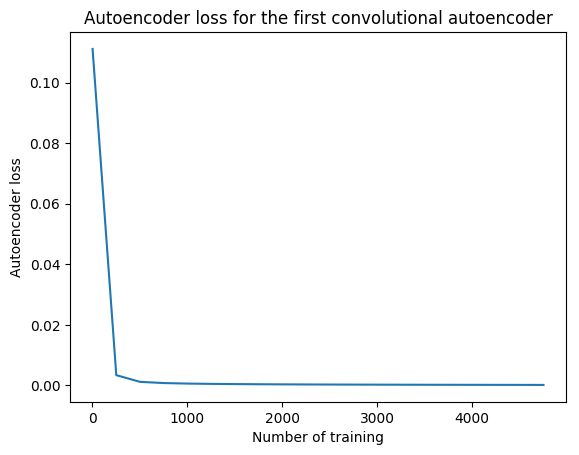 Autoencoder loss for the first convolutional autoencoder
0.10
0.08
0.06
0.04
0.02
0.00
Autoencoder loss
0 1000 2000 3000 4000
Number of training